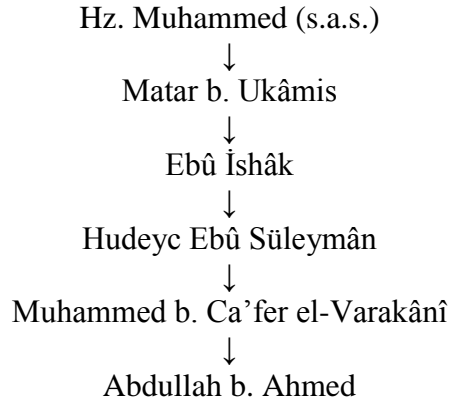 Hz. Muhammed (s.a.s.)
↓
Matar b. Ukâmis
↓
Ebû İshâk
↓
Hudeyc Ebû Süleymân
↓
Muhammed b. Ca’fer el-Varakânî
↓
Abdullah b. Ahmed